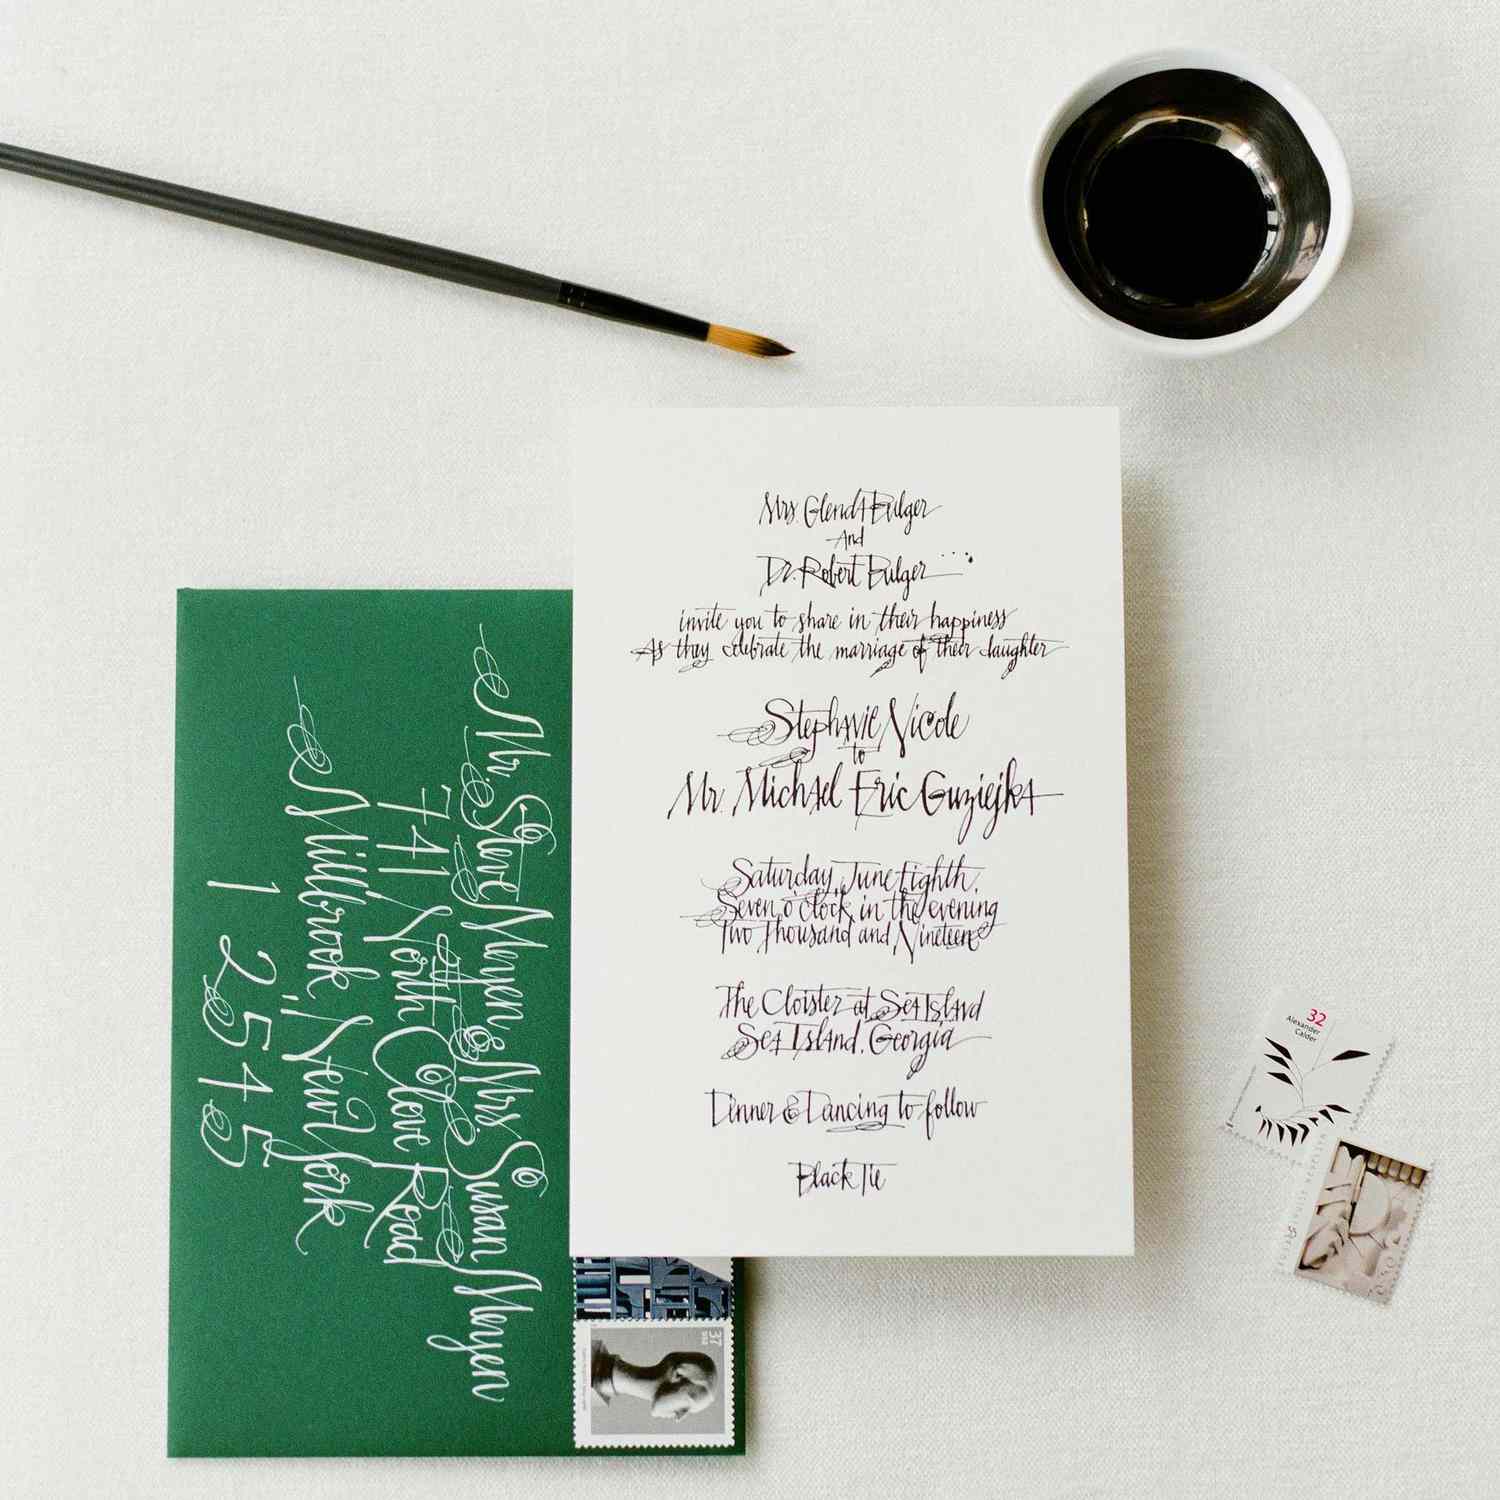 Mrs. Glenda Bulger
And
Dr. Robert Bulger
invite you to share in their happiness
As they celebrate the marriage of their daughter
Stephanie Nicole
to
Mr. Michael Eric Guziejka
Saturday, June Eighth,
Seven o'clock in the evening
Two Thousand and Nineteen
The Cloister at Sea Island
Sea Island, Georgia
Dinner & Dancing to follow
Black Tie
Mr. Steve Meyen & Mrs. Susan Meyen
741 North Clove Road
Millbrook, New York
12545
37
USA
32
Alexander
Calder